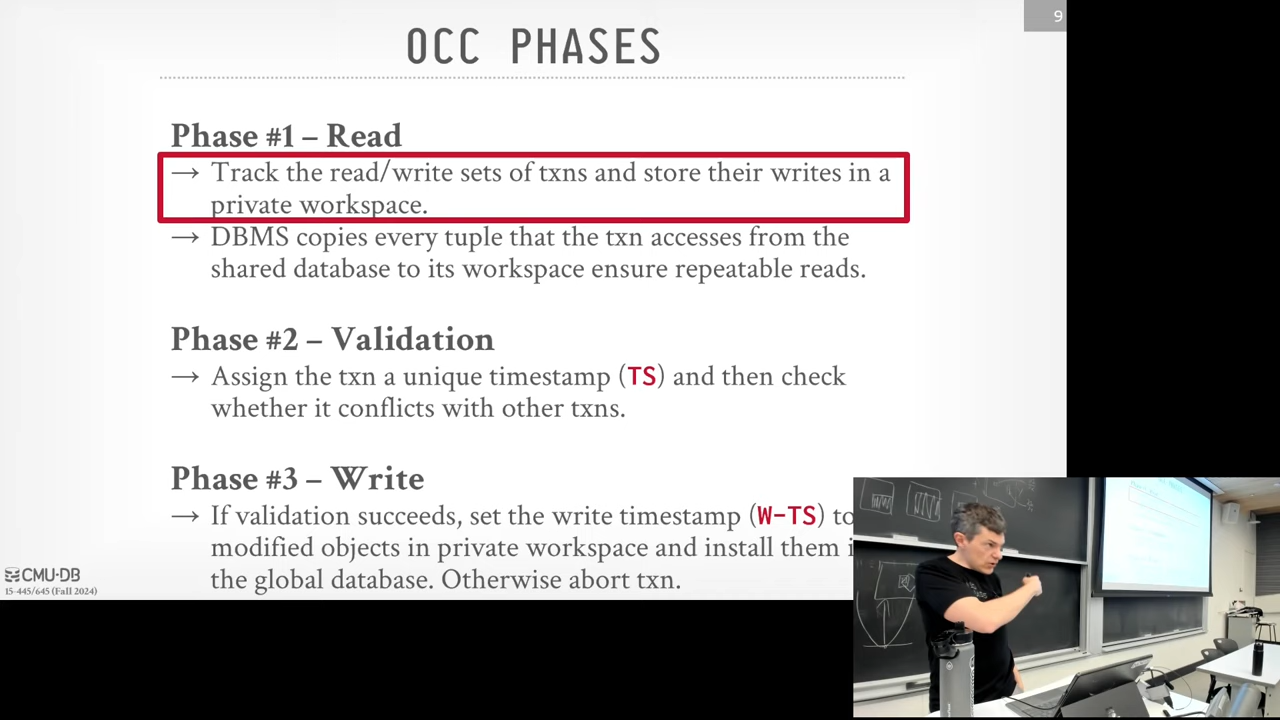 9
OCC PHASES
Phase #1 – Read
→ Track the read/write sets of txns and store their writes in a
private workspace.
→ DBMS copies every tuple that the txn accesses from the
shared database to its workspace ensure repeatable reads.
Phase #2 – Validation
→ Assign the txn a unique timestamp (TS) and then check
whether it conflicts with other txns.
Phase #3 – Write
→ If validation succeeds, set the write timestamp (W-TS) to
modified objects in private workspace and install them
the global database. Otherwise abort txn.
CMU·DB
15-445/645 (Fall 2024)